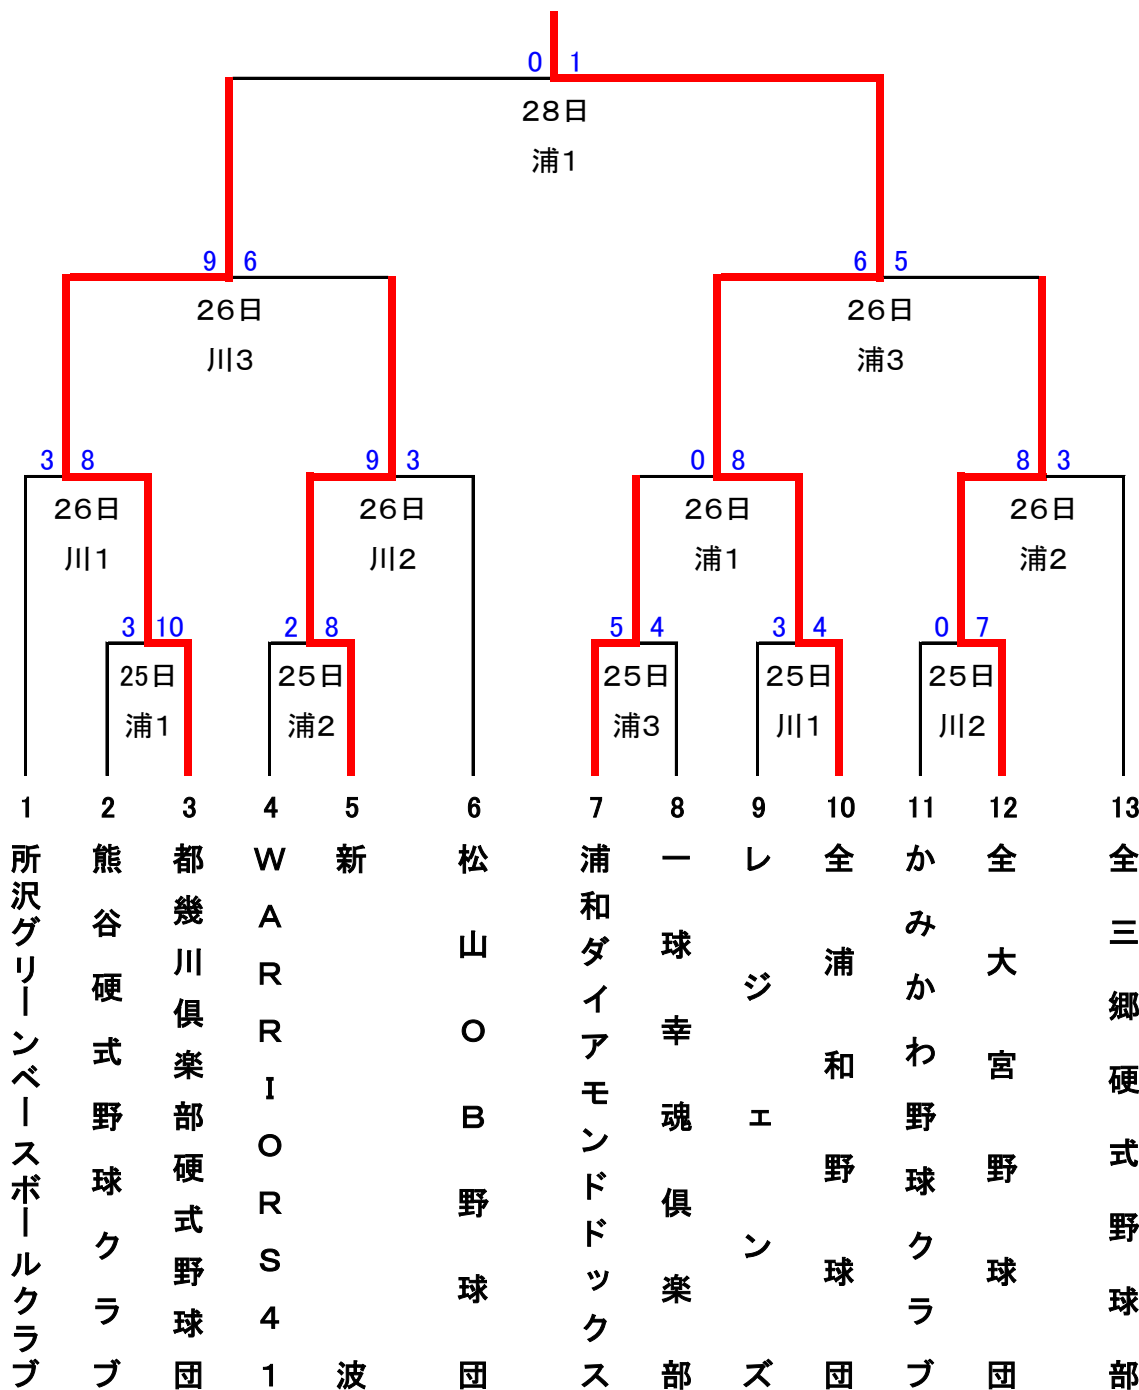 0 1
28日
浦1
9 6
6 5
26日
26日
川3
浦3
3 8
9 3
0 8
8 3
26日
26日
26日
26日
川1
川2
浦1
浦2
3 10
2 8
5 4
3 4
0 7
25日
25日
25日
25日
25日
浦1
浦2
浦3
川1
川2
1
2
3
4
5
6
7
8
9
10
11
12
13
所沢グリーンベースボールクラブ
熊谷硬式野球クラブ
都幾川倶楽部硬式野球団
WARRIORS41
新波
松山OB野球団
浦和ダイアモンドドックス
一球幸魂倶楽部
レジェンズ
全浦和野球団
かみかわ野球クラブ
全大宮野球団
全三郷硬式野球部